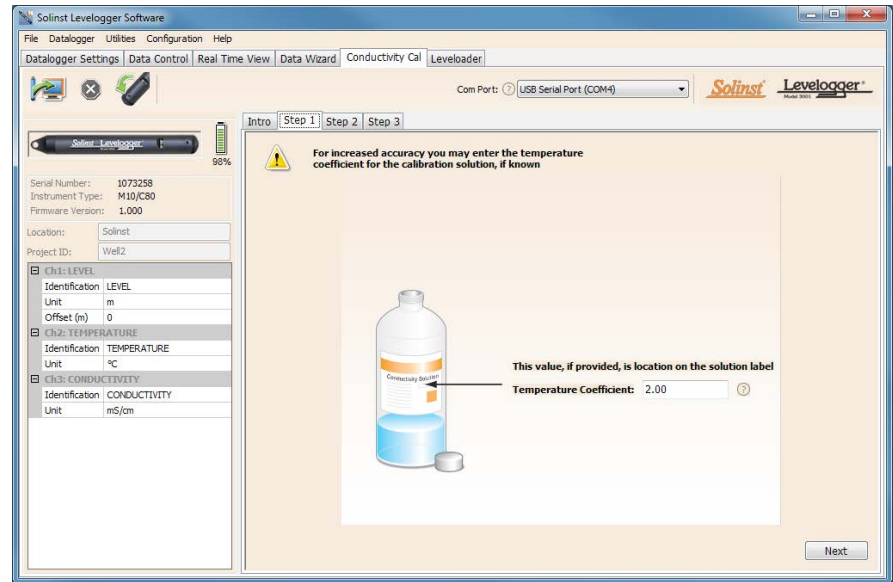 Solinst Levelogger Software
File Datalogger Utilities Configuration Help
Datalogger Settings Data Control Real Time View Data Wizard Conductivity Cal Leveloader
Com Port: ? USB Serial Port (COM4)
Solinst Levelogger
Model 3001 Levelogger
Intro Step 1 Step 2 Step 3
Solinst Levelogger
98%
For increased accuracy you may enter the temperature
coefficient for the calibration solution, if known
Serial Number: 1073258
Instrument Type: M10/C80
Firmware Version: 1.000
Location: Solinst
Project ID: Well2
Ch1: LEVEL
Identification LEVEL
Unit m
Offset (m) 0
Ch2: TEMPERATURE
Identification TEMPERATURE
Unit °C
Ch3: CONDUCTIVITY
Identification CONDUCTIVITY
Unit mS/cm
Conductivity Solution
This value, if provided, is location on the solution label
Temperature Coefficient: 2.00 ?
Next